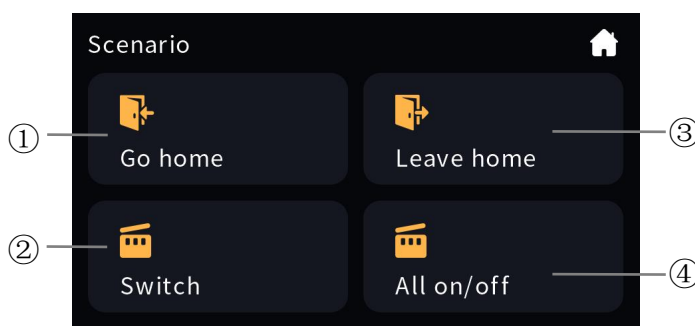 Scenario
① Go home
③ Leave home
② Switch
④ All on/off